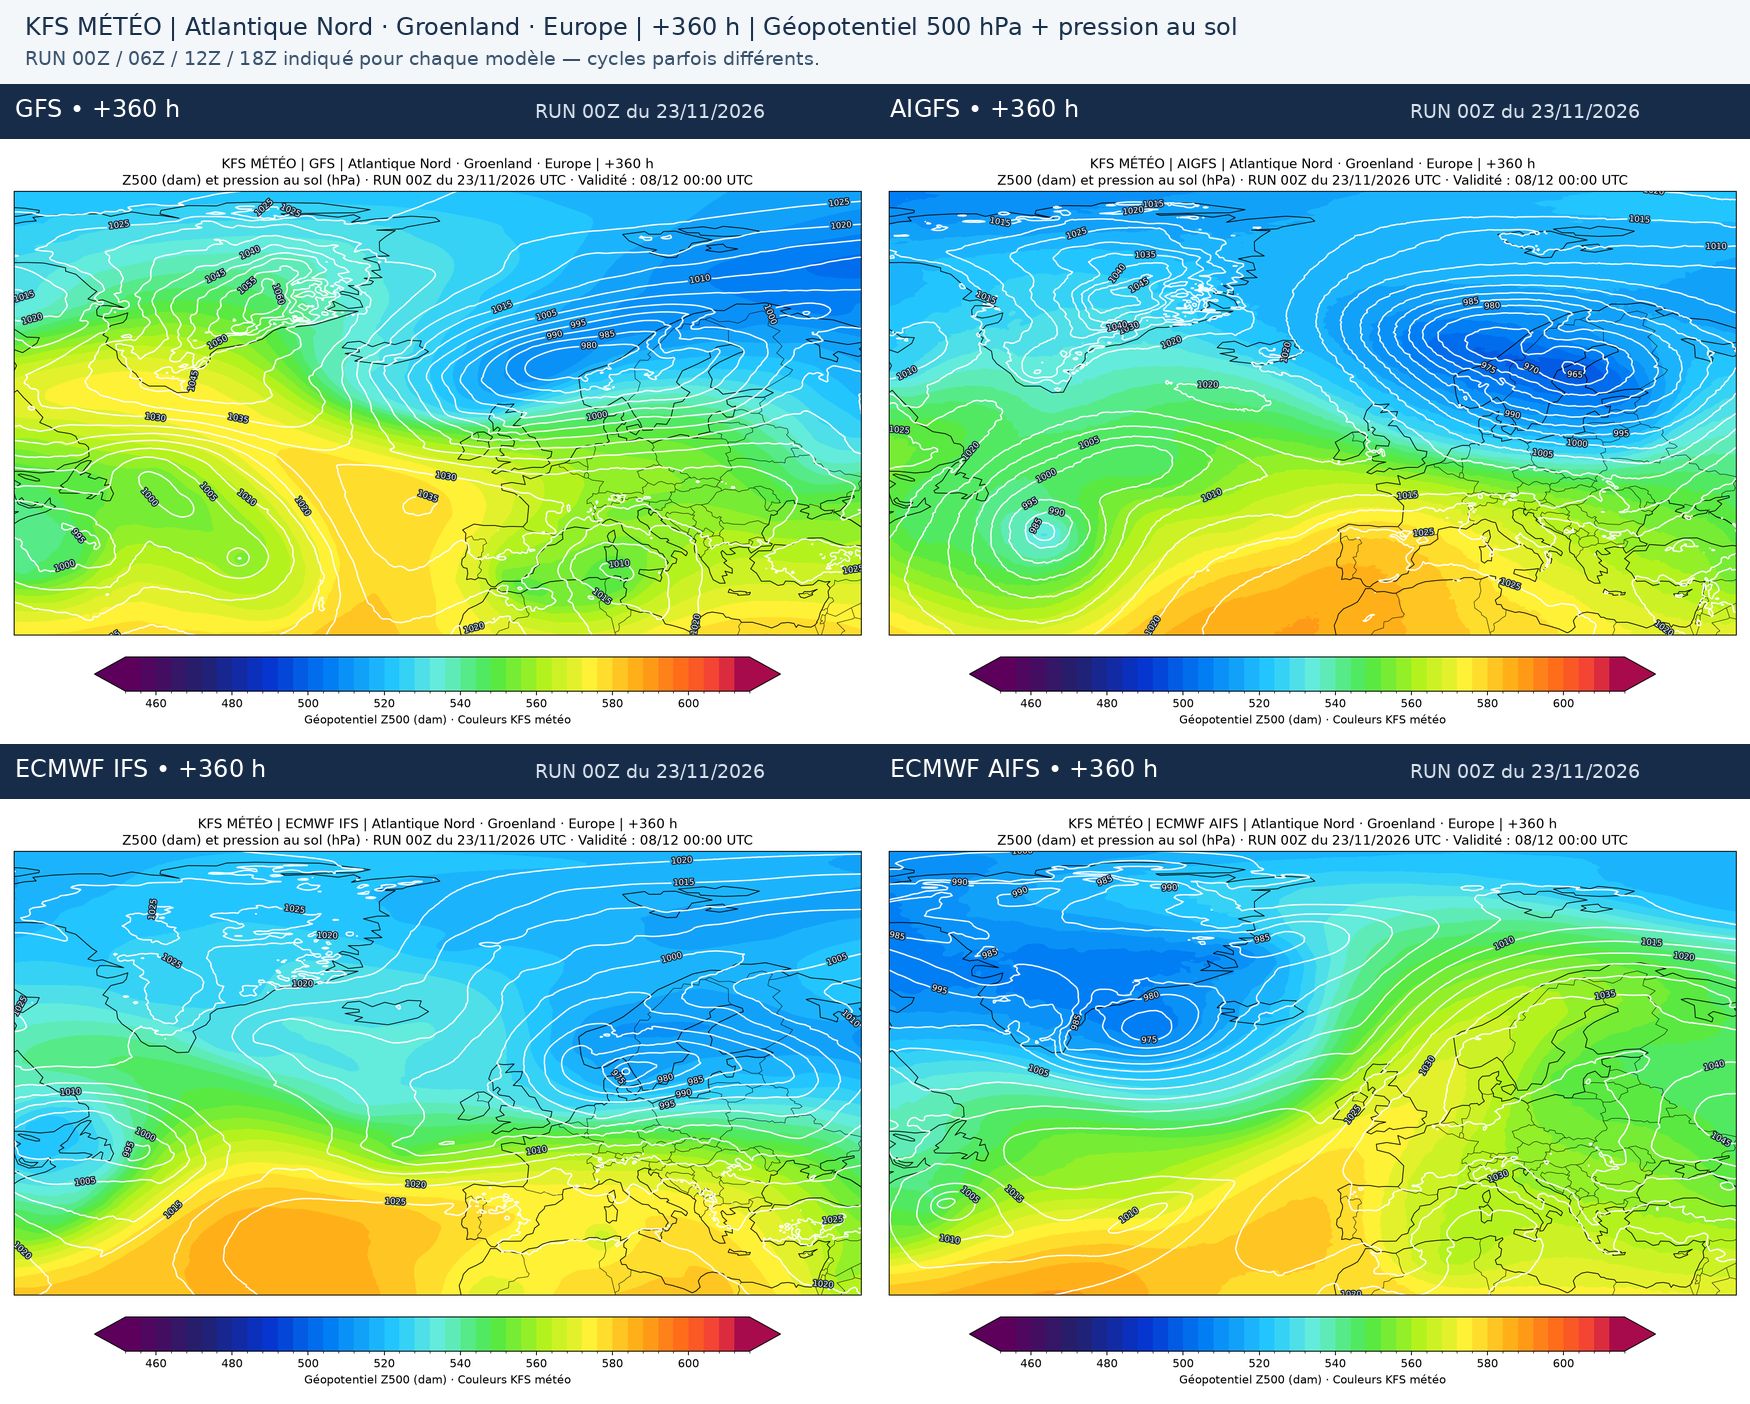 KFS MÉTÉO | Atlantique Nord · Groenland · Europe | +360 h | Géopotentiel 500 hPa + pression au sol
RUN 00Z / 06Z / 12Z / 18Z indiqué pour chaque modèle — cycles parfois différents.
GFS • +360 h
RUN 00Z du 23/11/2026
AIGFS • +360 h
RUN 00Z du 23/11/2026
KFS MÉTÉO | GFS | Atlantique Nord · Groenland · Europe | +360 h
Z500 (dam) et pression au sol (hPa) · RUN 00Z du 23/11/2026 UTC · Validité : 08/12 00:00 UTC
KFS MÉTÉO | AIGFS | Atlantique Nord · Groenland · Europe | +360 h
Z500 (dam) et pression au sol (hPa) · RUN 00Z du 23/11/2026 UTC · Validité : 08/12 00:00 UTC
460 480 500 520 540 560 580 600
Géopotentiel Z500 (dam) · Couleurs KFS météo
460 480 500 520 540 560 580 600
Géopotentiel Z500 (dam) · Couleurs KFS météo
ECMWF IFS • +360 h
RUN 00Z du 23/11/2026
ECMWF AIFS • +360 h
RUN 00Z du 23/11/2026
KFS MÉTÉO | ECMWF IFS | Atlantique Nord · Groenland · Europe | +360 h
Z500 (dam) et pression au sol (hPa) · RUN 00Z du 23/11/2026 UTC · Validité : 08/12 00:00 UTC
KFS MÉTÉO | ECMWF AIFS | Atlantique Nord · Groenland · Europe | +360 h
Z500 (dam) et pression au sol (hPa) · RUN 00Z du 23/11/2026 UTC · Validité : 08/12 00:00 UTC
460 480 500 520 540 560 580 600
Géopotentiel Z500 (dam) · Couleurs KFS météo
460 480 500 520 540 560 580 600
Géopotentiel Z500 (dam) · Couleurs KFS météo